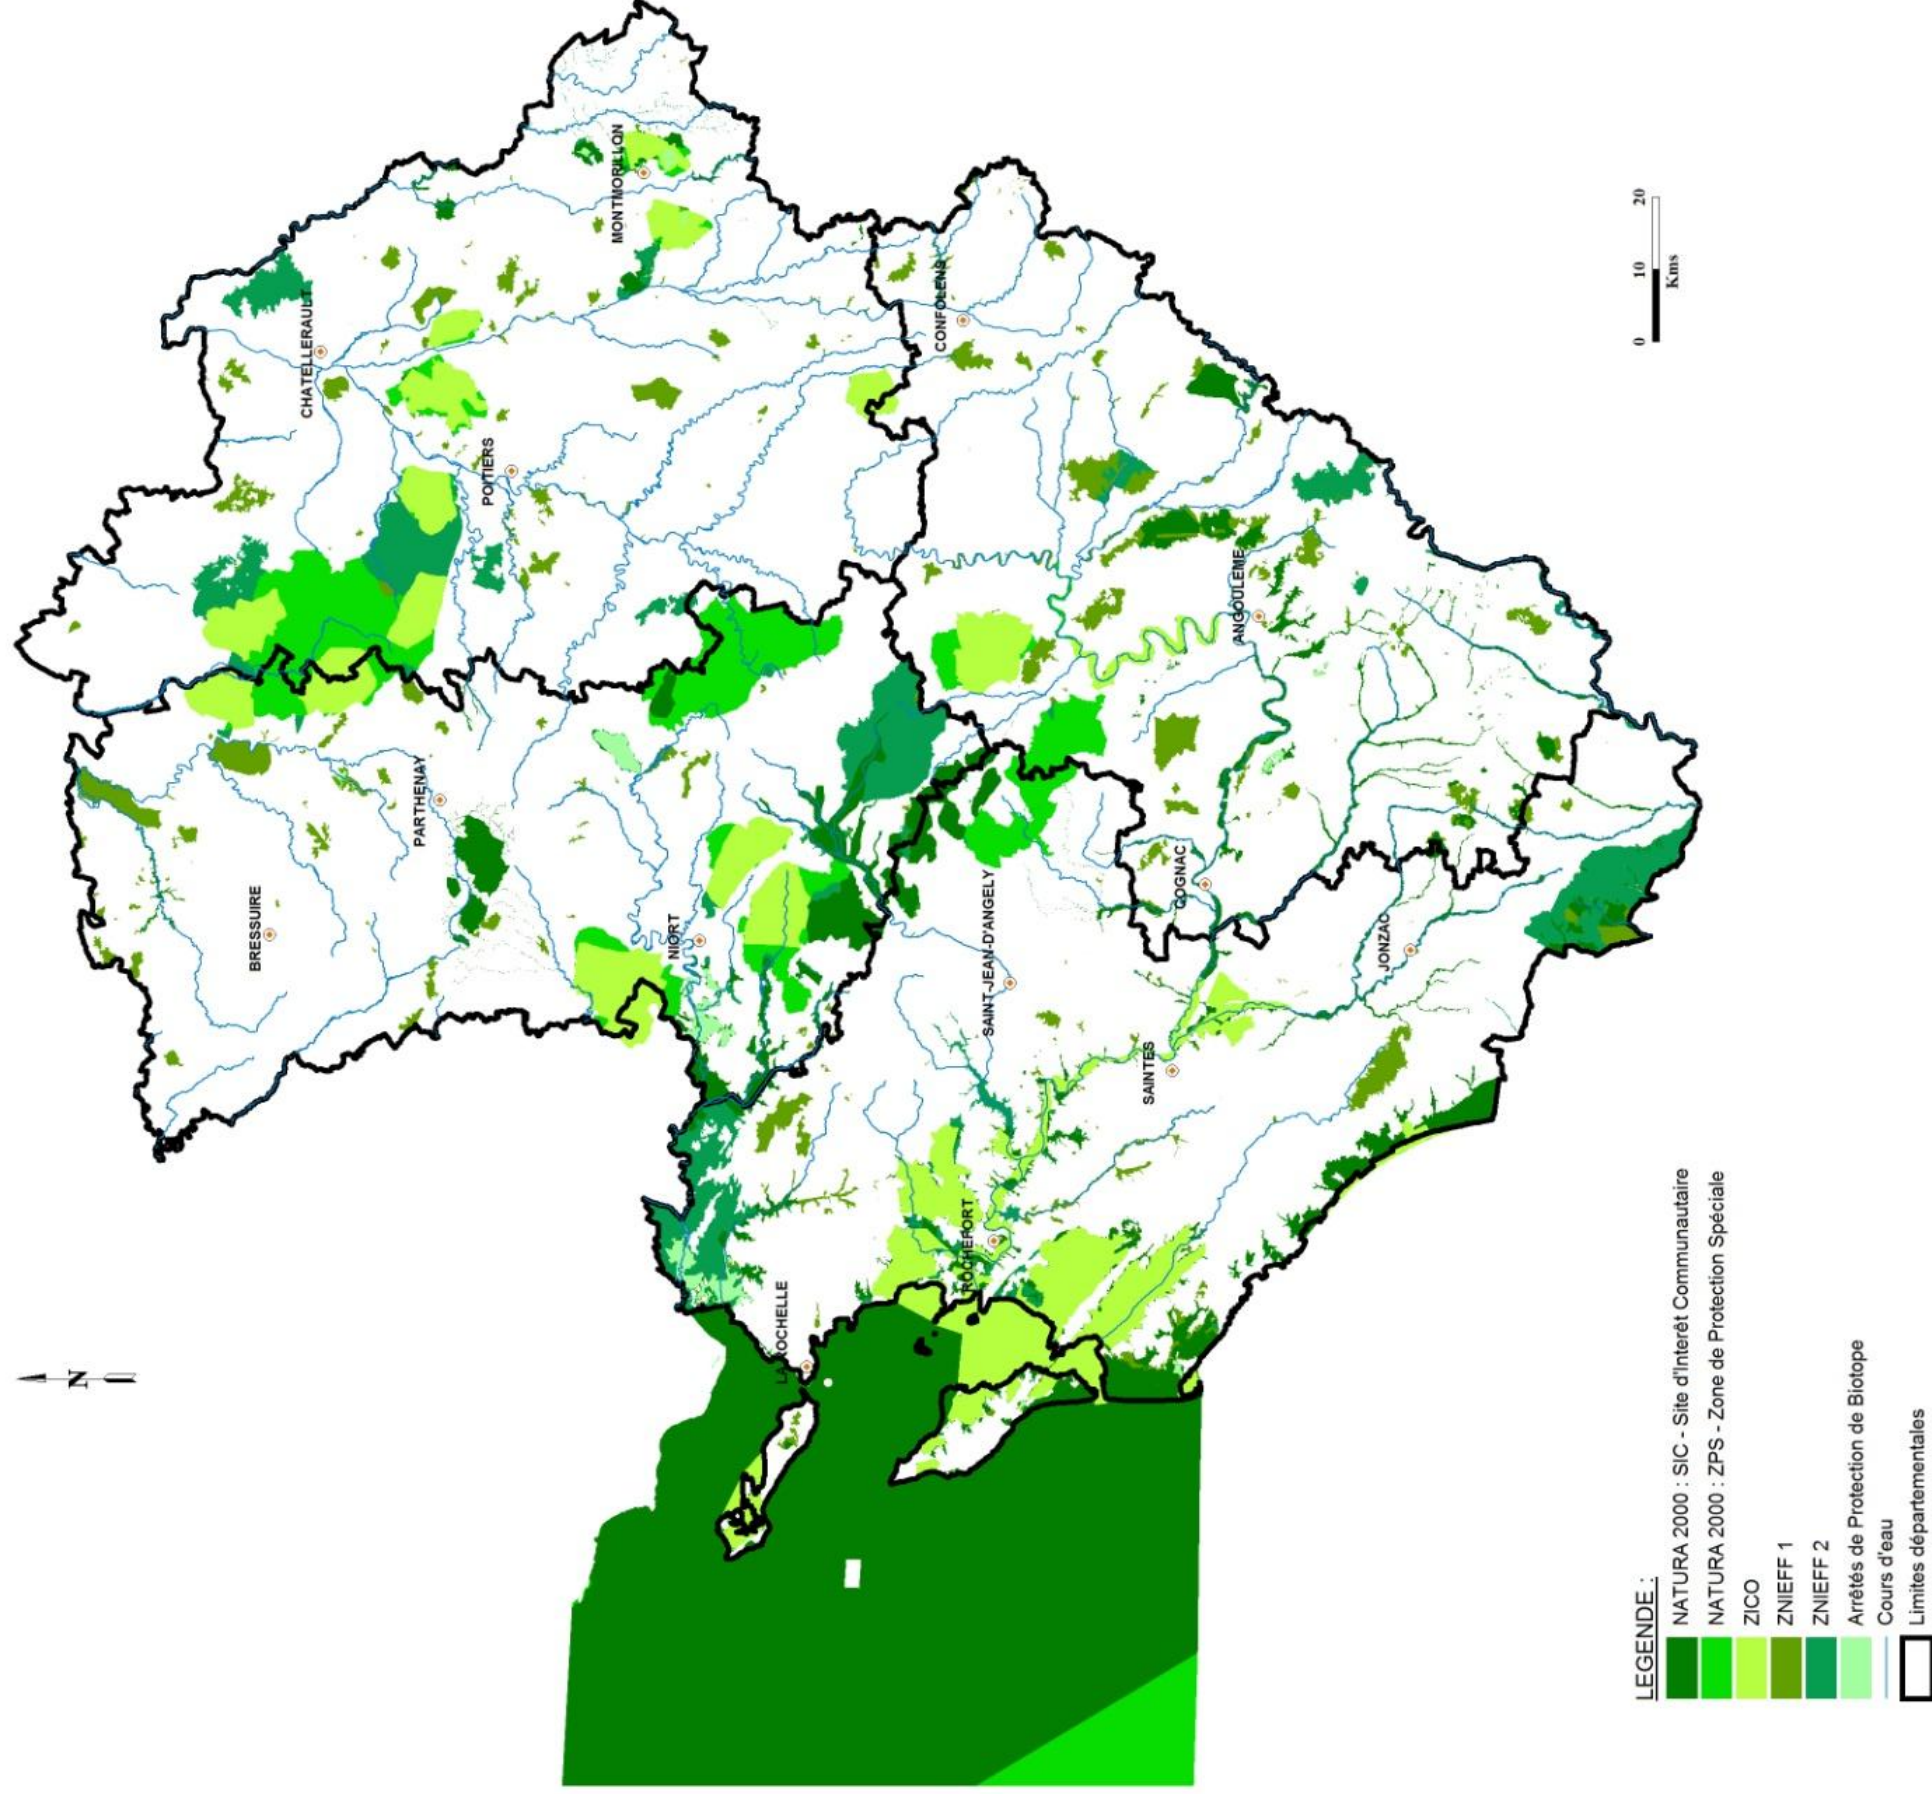 N
BRESSUIRE
PARTHENAY
CHATELLERAULT
POITIERS
MONTMORILLON
NIORT
LA ROCHELLE
ROCHEFORT
SAINT-JEAN-D'ANGELY
SAINTES
COGNAC
JONZAC
ANGOULEME
CONFOLENS
0 10 20
Kms
LEGENDE :
NATURA 2000 : SIC - Site d'Interêt Communautaire
NATURA 2000 : ZPS - Zone de Protection Spéciale
ZICO
ZNIEFF 1
ZNIEFF 2
Arrêtés de Protection de Biotope
Cours d'eau
Limites départementales